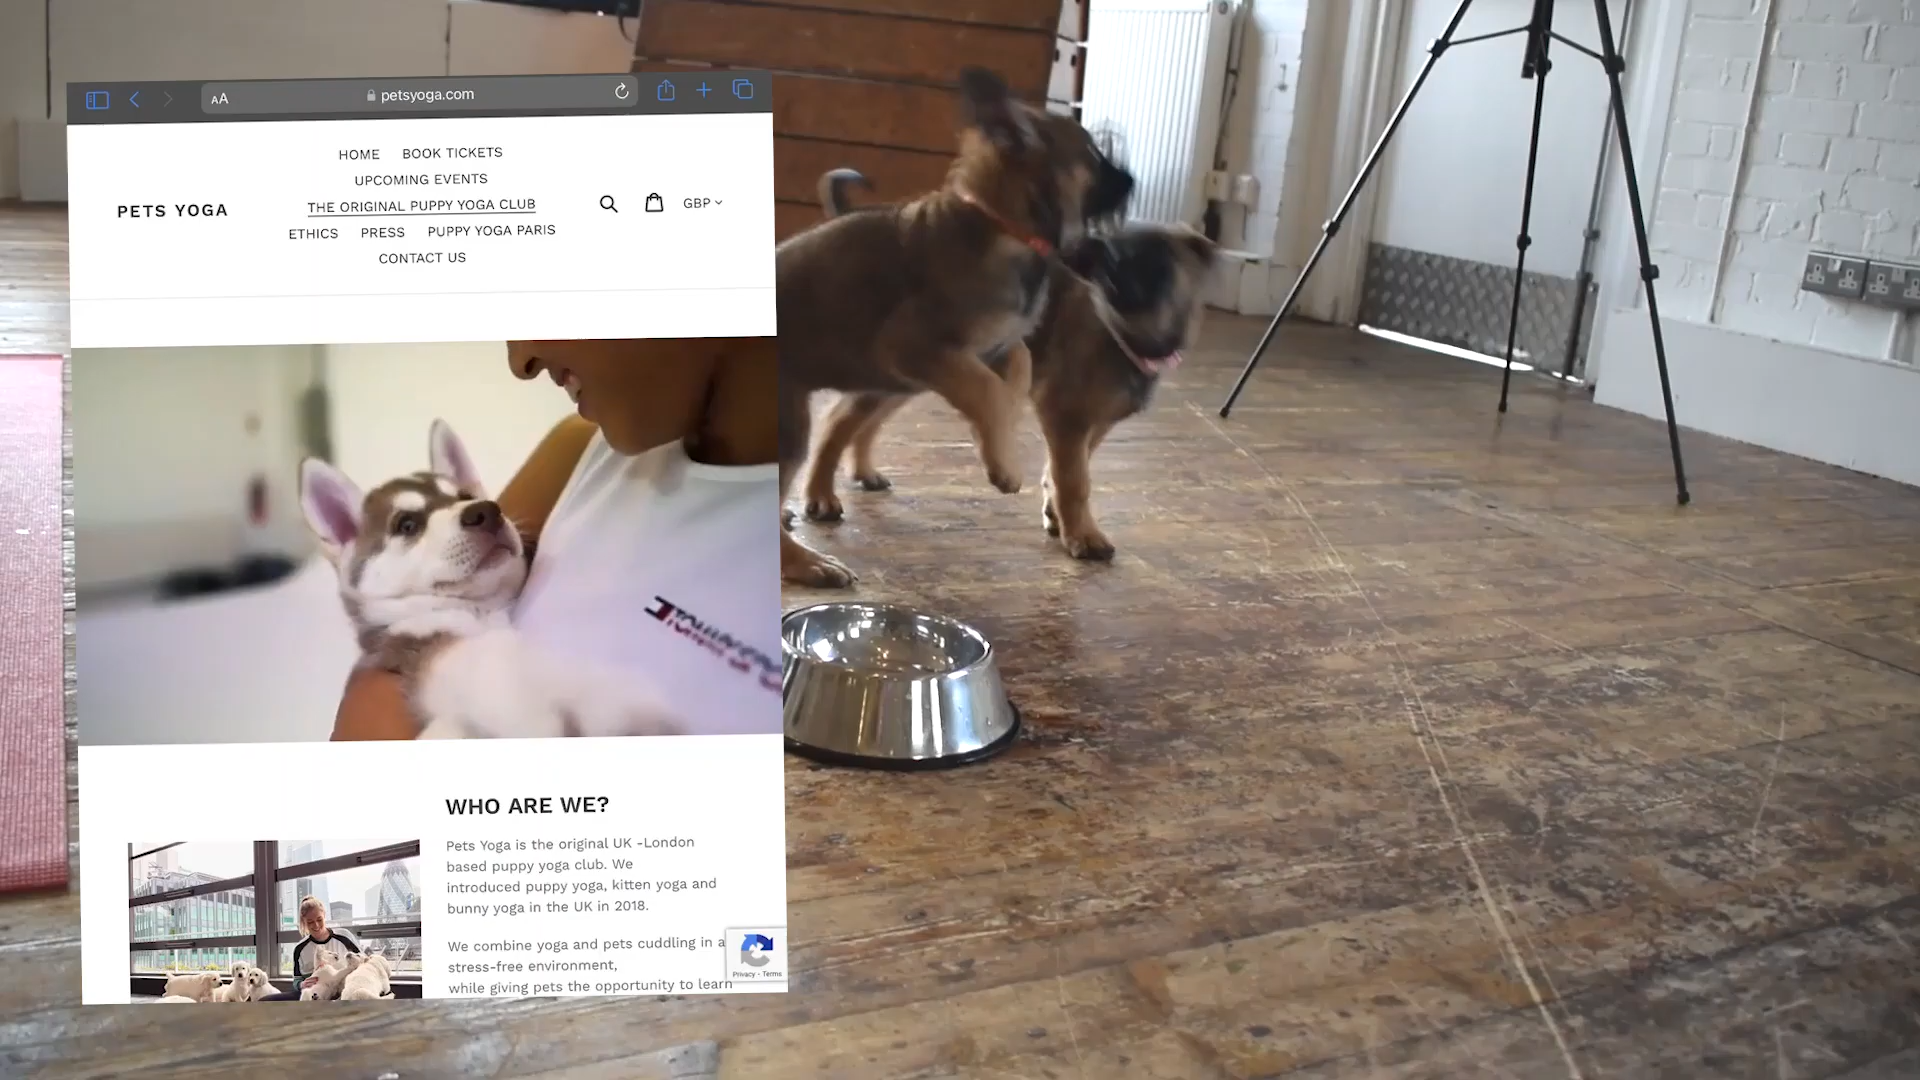 AA petsyoga.com
HOME BOOK TICKETS
UPCOMING EVENTS
PETS YOGA
THE ORIGINAL PUPPY YOGA CLUB
GBP
ETHICS PRESS PUPPY YOGA PARIS
CONTACT US
WHO ARE WE?
Pets Yoga is the original UK -London
based puppy yoga club. We
introduced puppy yoga, kitten yoga and
bunny yoga in the UK in 2018.
We combine yoga and pets cuddling in a
stress-free environment,
while giving pets the opportunity to learn
Privacy - Terms